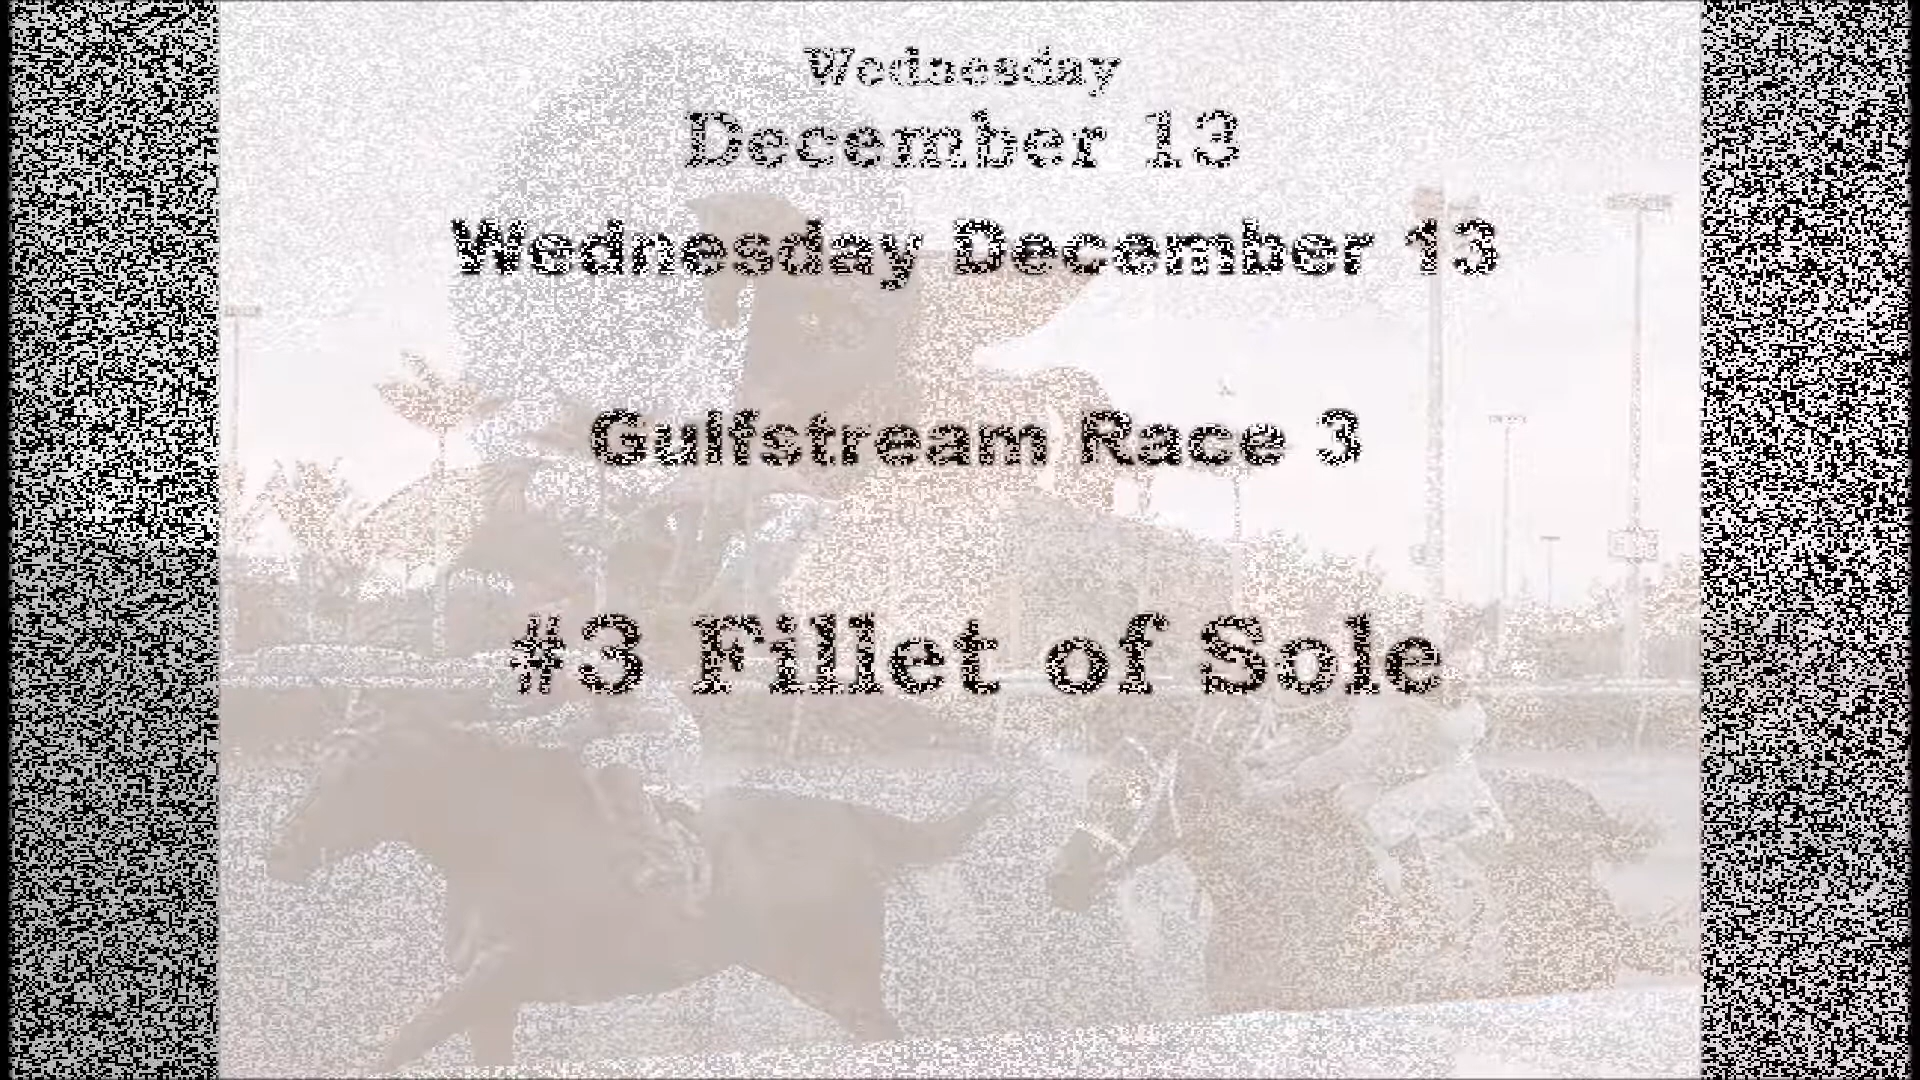 Wednesday
December 13
Wednesday December 13
Gulfstream Race 3
#3 Fillet of Sole